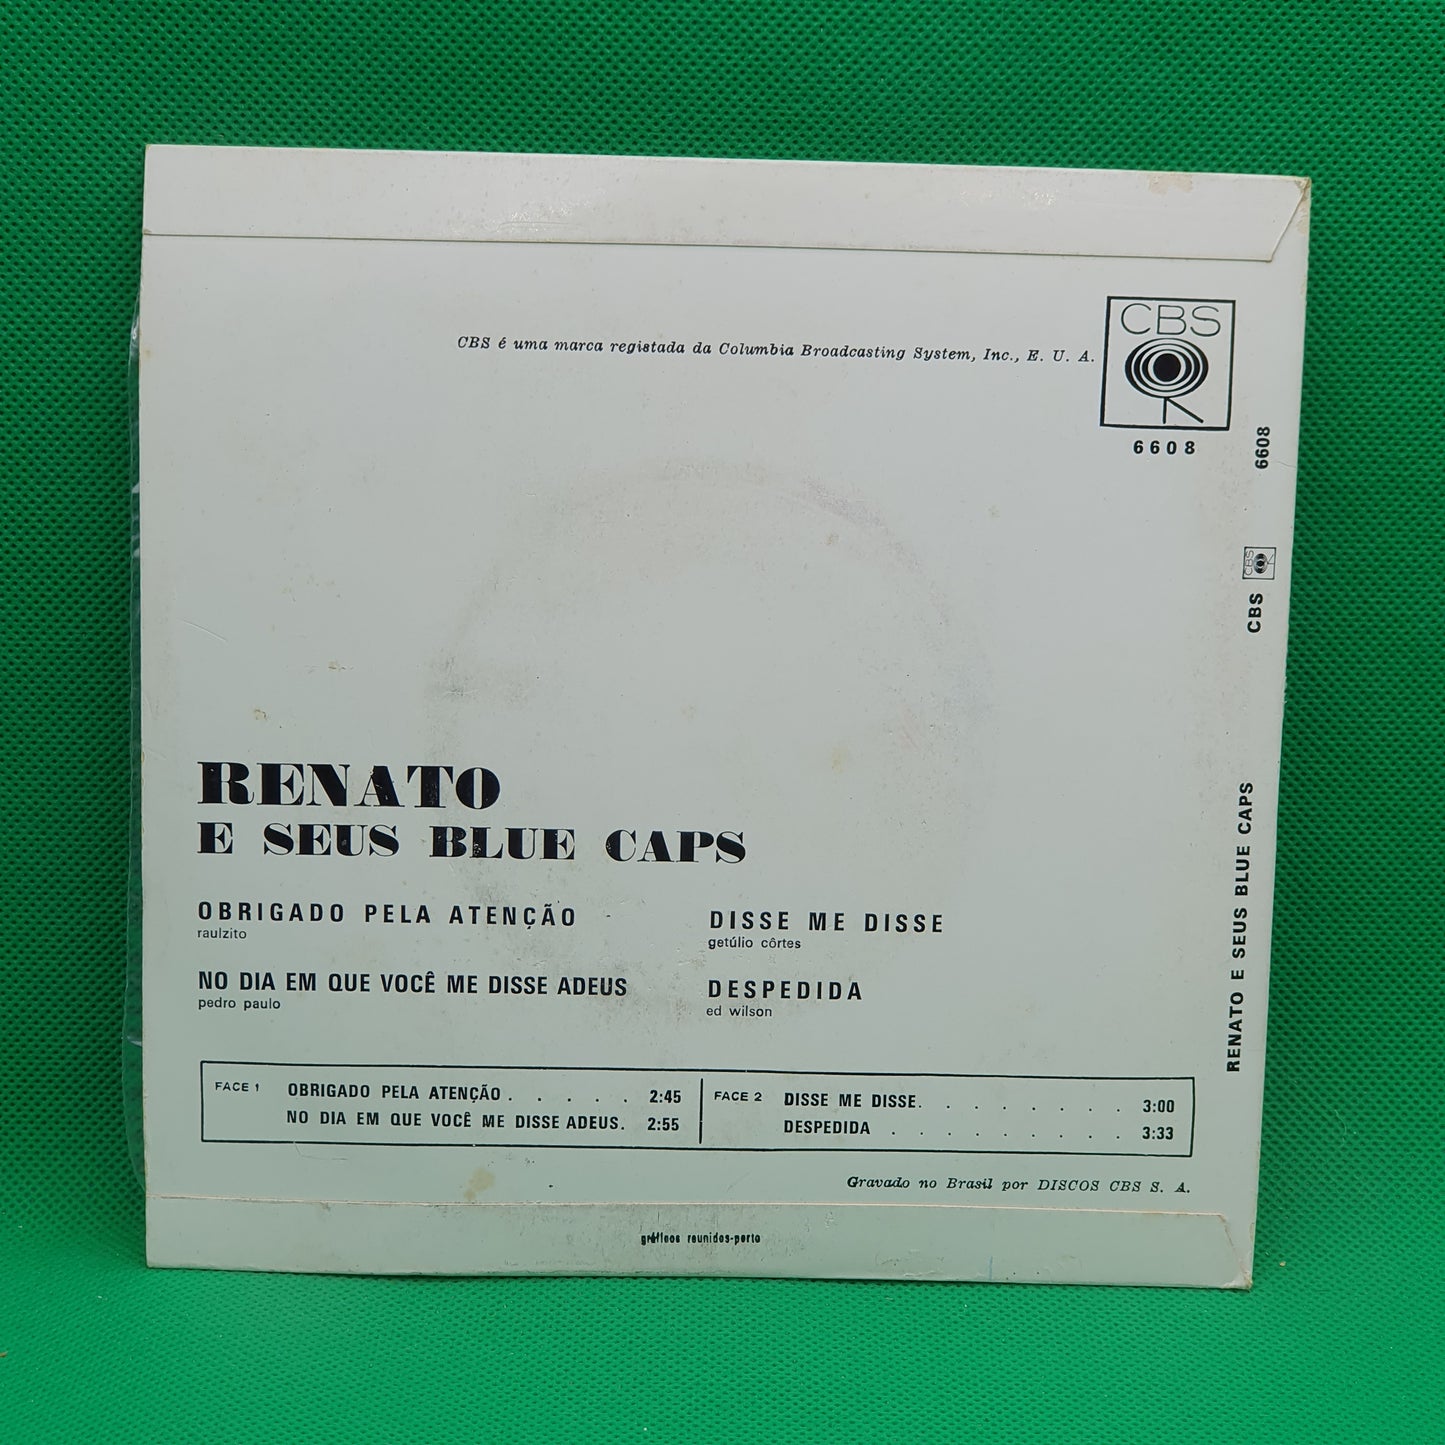 CBS é uma marca registada da Columbia Broadcasting System, Inc., E. U. A.
CBS
6608
6608
CBS
CBS
RENATO E SEUS BLUE CAPS
RENATO
E SEUS BLUE CAPS
OBRIGADO PELA ATENÇÃO
raulzito
NO DIA EM QUE VOCÊ ME DISSE ADEUS
pedro paulo
DISSE ME DISSE
getúlio côrtes
DESPEDIDA
ed wilson
FACE 1 OBRIGADO PELA ATENÇÃO . . . . . 2:45
NO DIA EM QUE VOCÊ ME DISSE ADEUS. 2:55
FACE 2 DISSE ME DISSE. . . . . . . . 3:00
DESPEDIDA . . . . . . . . . 3:33
Gravado no Brasil por DISCOS CBS S. A.
gráficos reunidos-porto